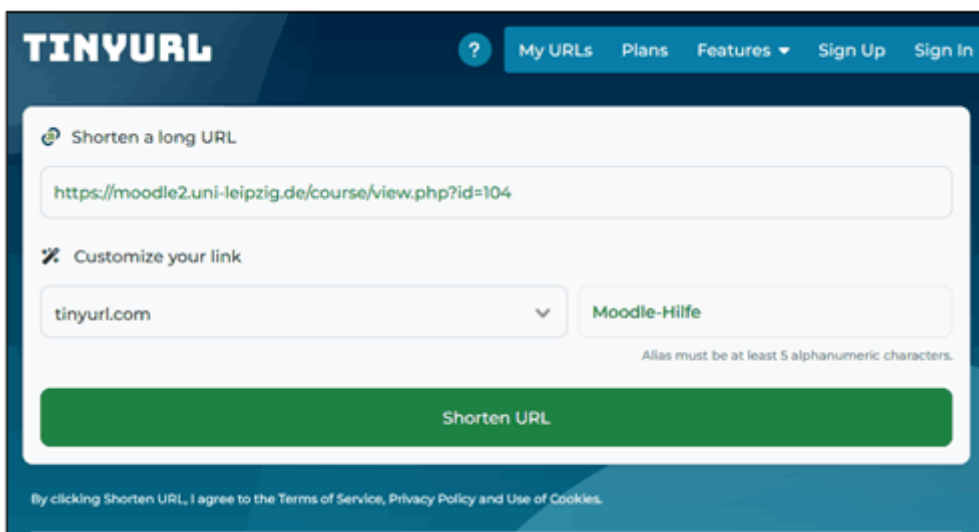 TINYURL
? My URLs Plans Features Sign Up Sign In
Shorten a long URL
https://moodle2.uni-leipzig.de/course/view.php?id=104
Customize your link
tinyurl.com Moodle-Hilfe
Alias must be at least 5 alphanumeric characters.
Shorten URL
By clicking Shorten URL, I agree to the Terms of Service, Privacy Policy and Use of Cookies.